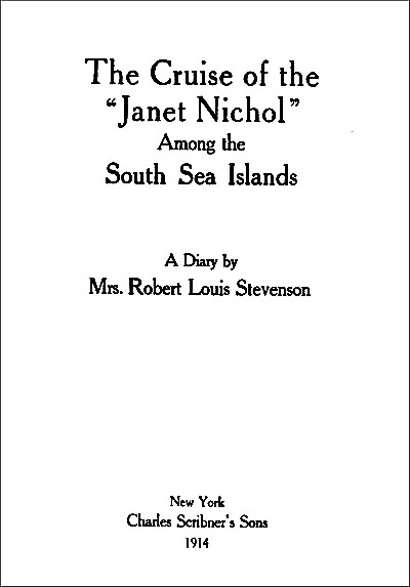 The Cruise of the
“Janet Nichol”
Among the
South Sea Islands
A Diary by
Mrs. Robert Louis Stevenson
New York
Charles Scribner's Sons
1914